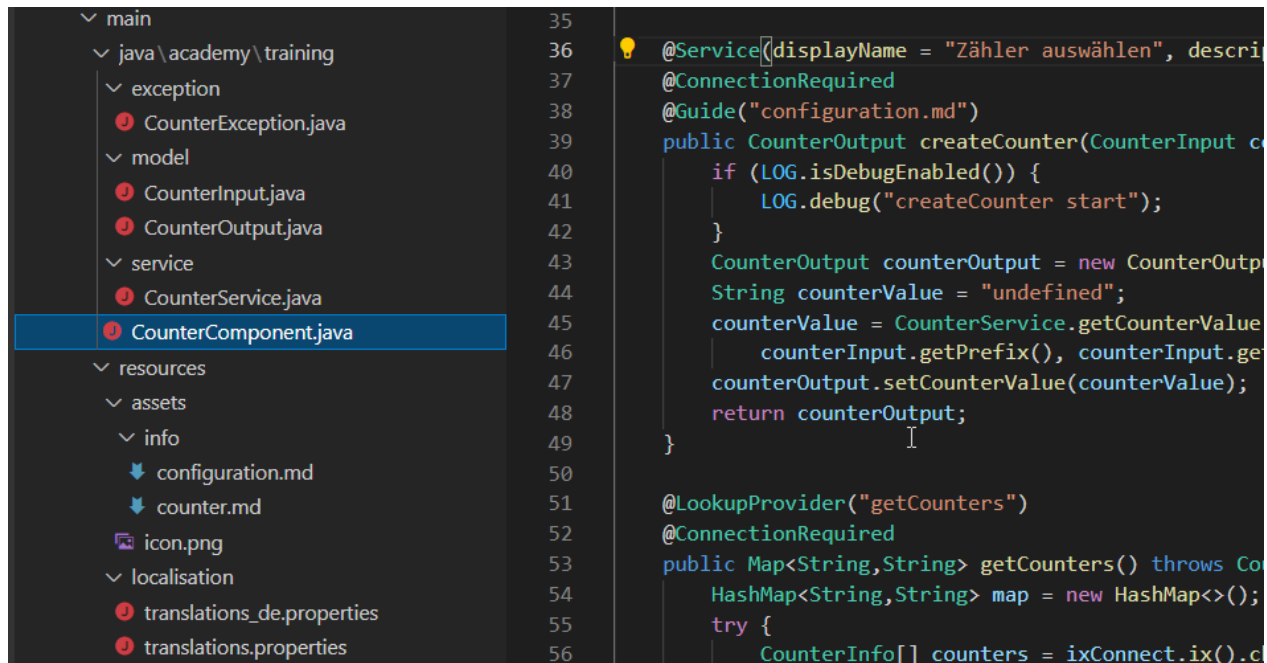 main
java\academy\training
exception
CounterException.java
model
CounterInput.java
CounterOutput.java
service
CounterService.java
CounterComponent.java
resources
assets
info
configuration.md
counter.md
icon.png
localisation
translations_de.properties
translations.properties
35
36 @Service(displayName = "Zähler auswählen", descrip
37 @ConnectionRequired
38 @Guide("configuration.md")
39 public CounterOutput createCounter(CounterInput co
40 if (LOG.isDebugEnabled()) {
41 LOG.debug("createCounter start");
42 }
43 CounterOutput counterOutput = new CounterOutpu
44 String counterValue = "undefined";
45 counterValue = CounterService.getCounterValue
46 counterInput.getPrefix(), counterInput.get
47 counterOutput.setCounterValue(counterValue);
48 return counterOutput;
49 }
50
51 @LookupProvider("getCounters")
52 @ConnectionRequired
53 public Map<String,String> getCounters() throws Cou
54 HashMap<String,String> map = new HashMap<>();
55 try {
56 CounterInfo[] counters = ixConnect.ix().ch